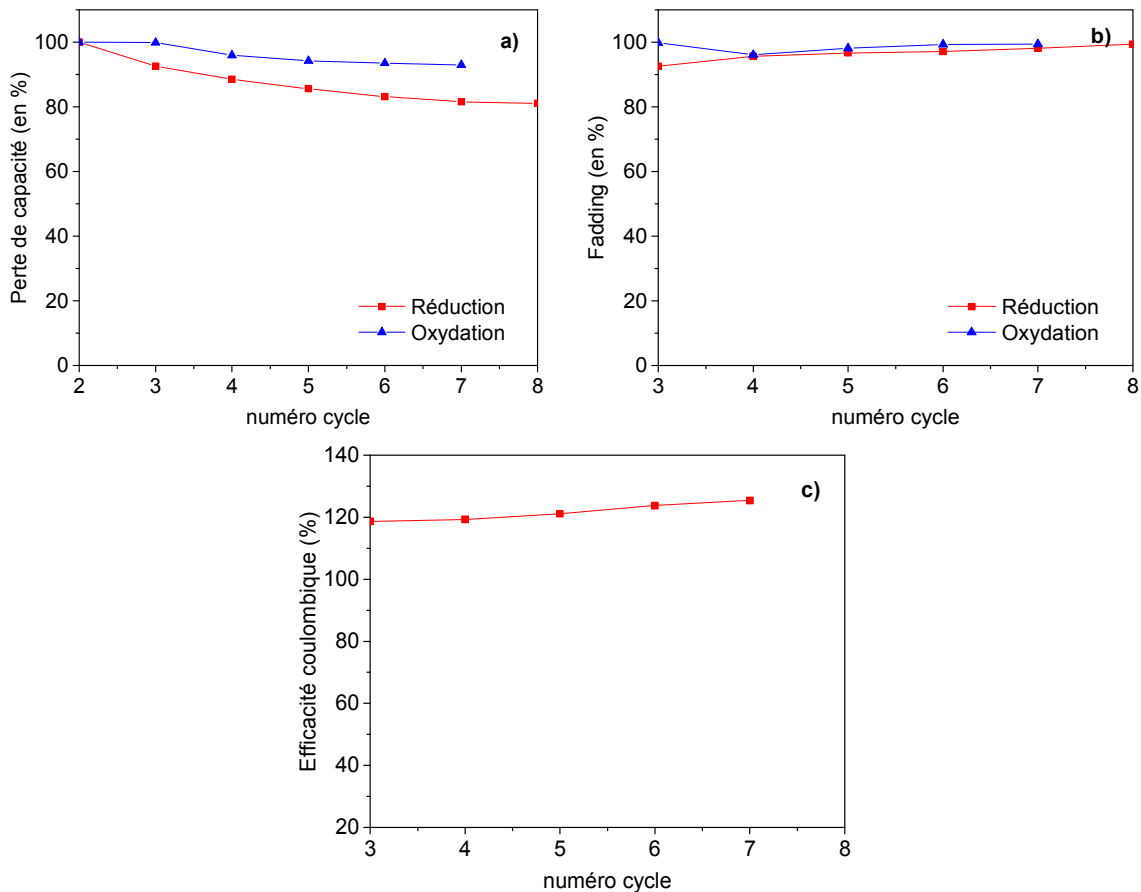 a)
Perte de capacité (en %)
100
80
60
40
20
0
Réduction
Oxydation
2 3 4 5 6 7 8
numéro cycle
b)
Fadding (en %)
100
80
60
40
20
0
Réduction
Oxydation
3 4 5 6 7 8
numéro cycle
c)
Efficacité coulombique (%)
140
120
100
80
60
40
20
3 4 5 6 7 8
numéro cycle